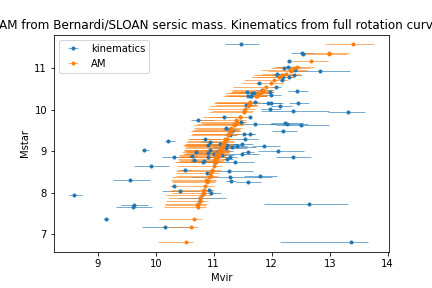 AM from Bernardi/SLOAN sersic mass. Kinematics from full rotation curv
kinematics
AM
Mstar
11
10
9
8
7
9
10
11
12
13
14
Mvir